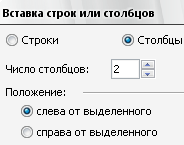 Вставка строк или столбцов
Строки Столбцы
Число столбцов: 2
Положение:
слева от выделенного
справа от выделенного